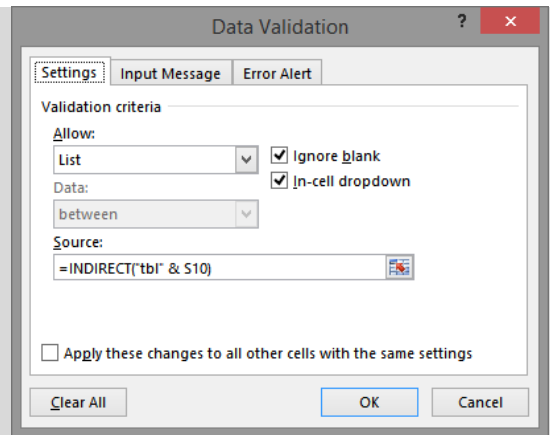 Data Validation ?
Settings Input Message Error Alert
Validation criteria
Allow:
List
Ignore blank
Data:
In-cell dropdown
between
Source:
=INDIRECT("tbl" & S10)
Apply these changes to all other cells with the same settings
Clear All OK Cancel